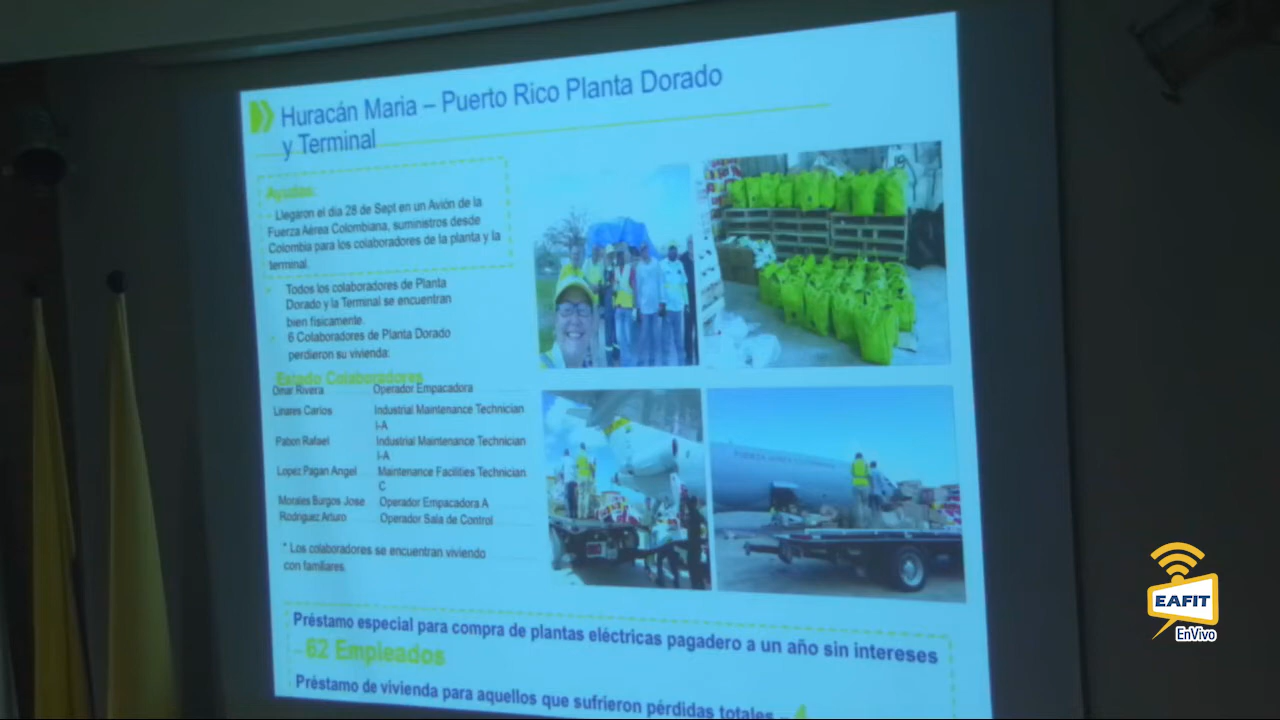 Huracán Maria – Puerto Rico Planta Dorado
y Terminal
Ayudas:
- Llegaron el día 28 de Sept en un Avión de la
Fuerza Aérea Colombiana, suministros desde
Colombia para los colaboradores de la planta y la
terminal.
Todos los colaboradores de Planta
Dorado y la Terminal se encuentran
bien físicamente.
6 Colaboradores de Planta Dorado
perdieron su vivienda:
Estado Colaboradores
Omar Rivera Operador Empacadora
Linares Carlos Industrial Maintenance Technician
I-A
Pabon Rafael Industrial Maintenance Technician
I-A
Lopez Pagan Angel Maintenance Facilities Technician
C
Morales Burgos Jose Operador Empacadora A
Rodriguez Arturo Operador Sala de Control
* Los colaboradores se encuentran viviendo
con familiares
FUERZA AEREA COLOMBIANA
Préstamo especial para compra de plantas eléctricas pagadero a un año sin intereses
– 62 Empleados
Préstamo de vivienda para aquellos que sufrieron pérdidas totales – 4
EAFIT
EnVivo